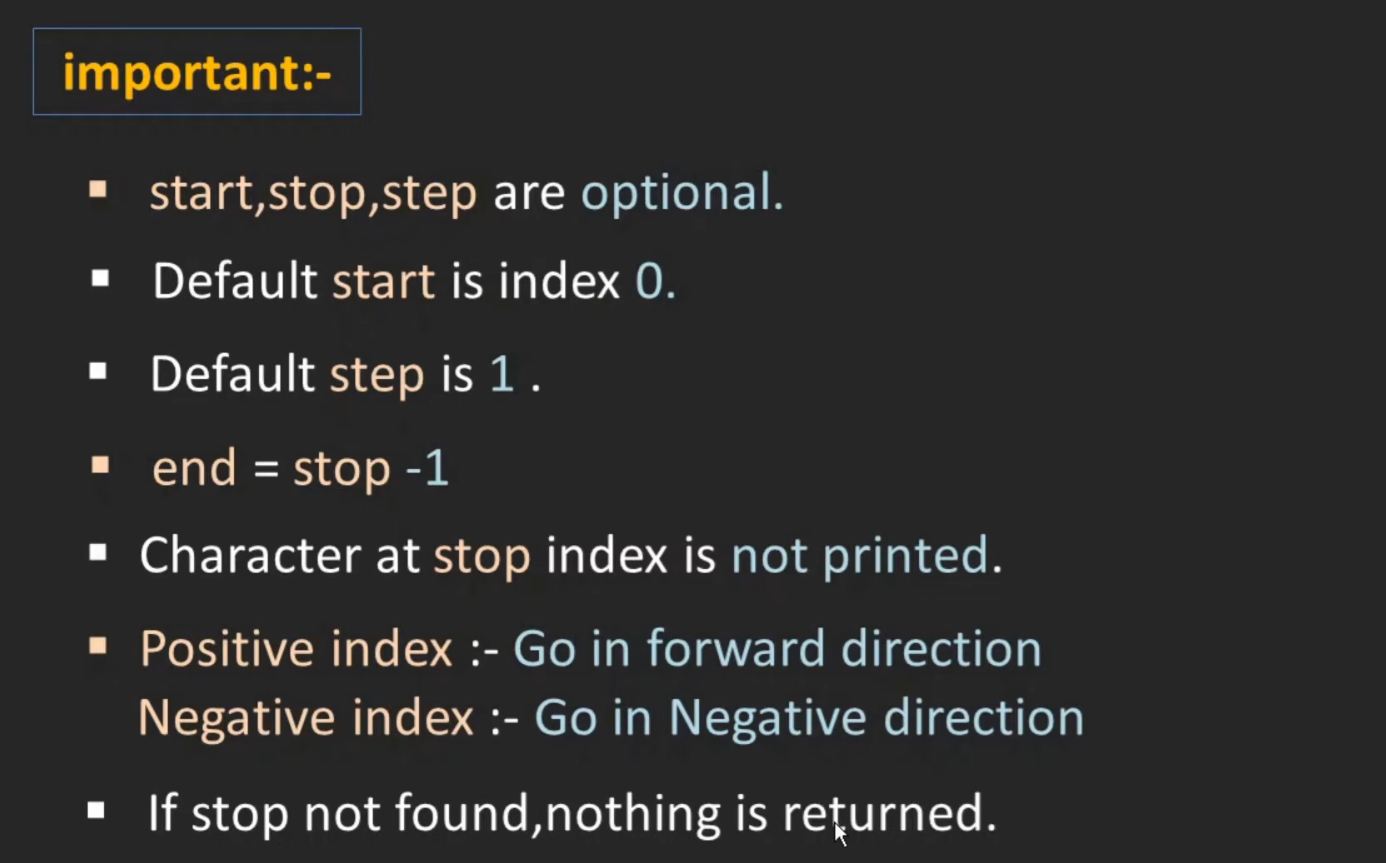 important:-
start,stop,step are optional.
Default start is index 0.
Default step is 1 .
end = stop -1
Character at stop index is not printed.
Positive index :- Go in forward direction
Negative index :- Go in Negative direction
If stop not found,nothing is returned.